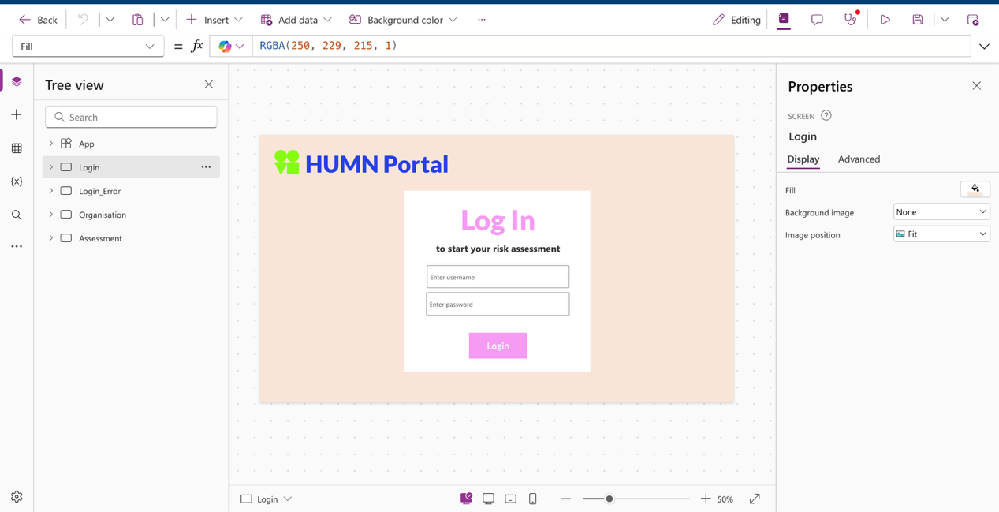 Back
Insert
Add data
Background color
Editing
Fill
= fx
RGBA(250, 229, 215, 1)
Tree view
Search
App
Login
Login_Error
Organisation
Assessment
{x}
HUMN Portal
Log In
to start your risk assessment
Enter username
Enter password
Login
Login
50%
Properties
SCREEN ?
Login
Display Advanced
Fill
Background image None
Image position Fit